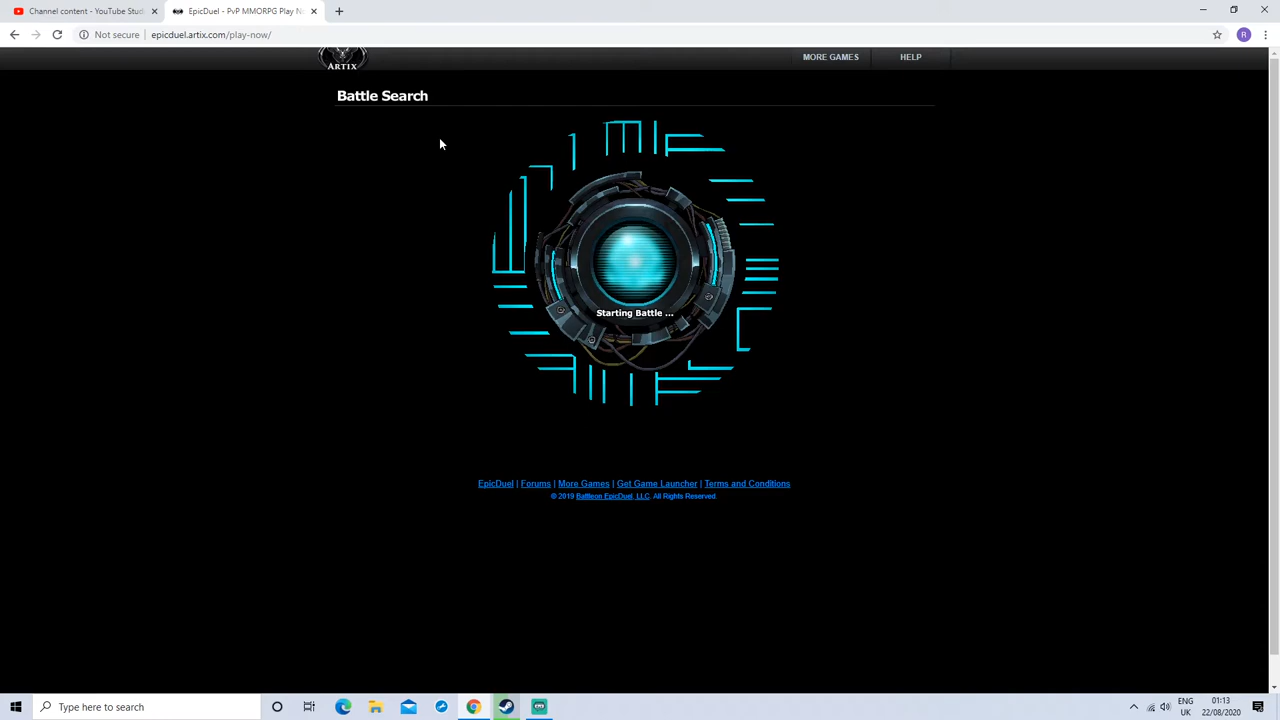 Channel content - YouTube Stud
EpicDuel - PvP MMORPG Play N
Not secure | epicduel.artix.com/play-now/
R
ARTIX
MORE GAMES
HELP
Battle Search
Starting Battle ...
EpicDuel | Forums | More Games | Get Game Launcher | Terms and Conditions
© 2019 Battleon EpicDuel, LLC. All Rights Reserved.
Type here to search
ENG
UK
01:13
22/08/2020